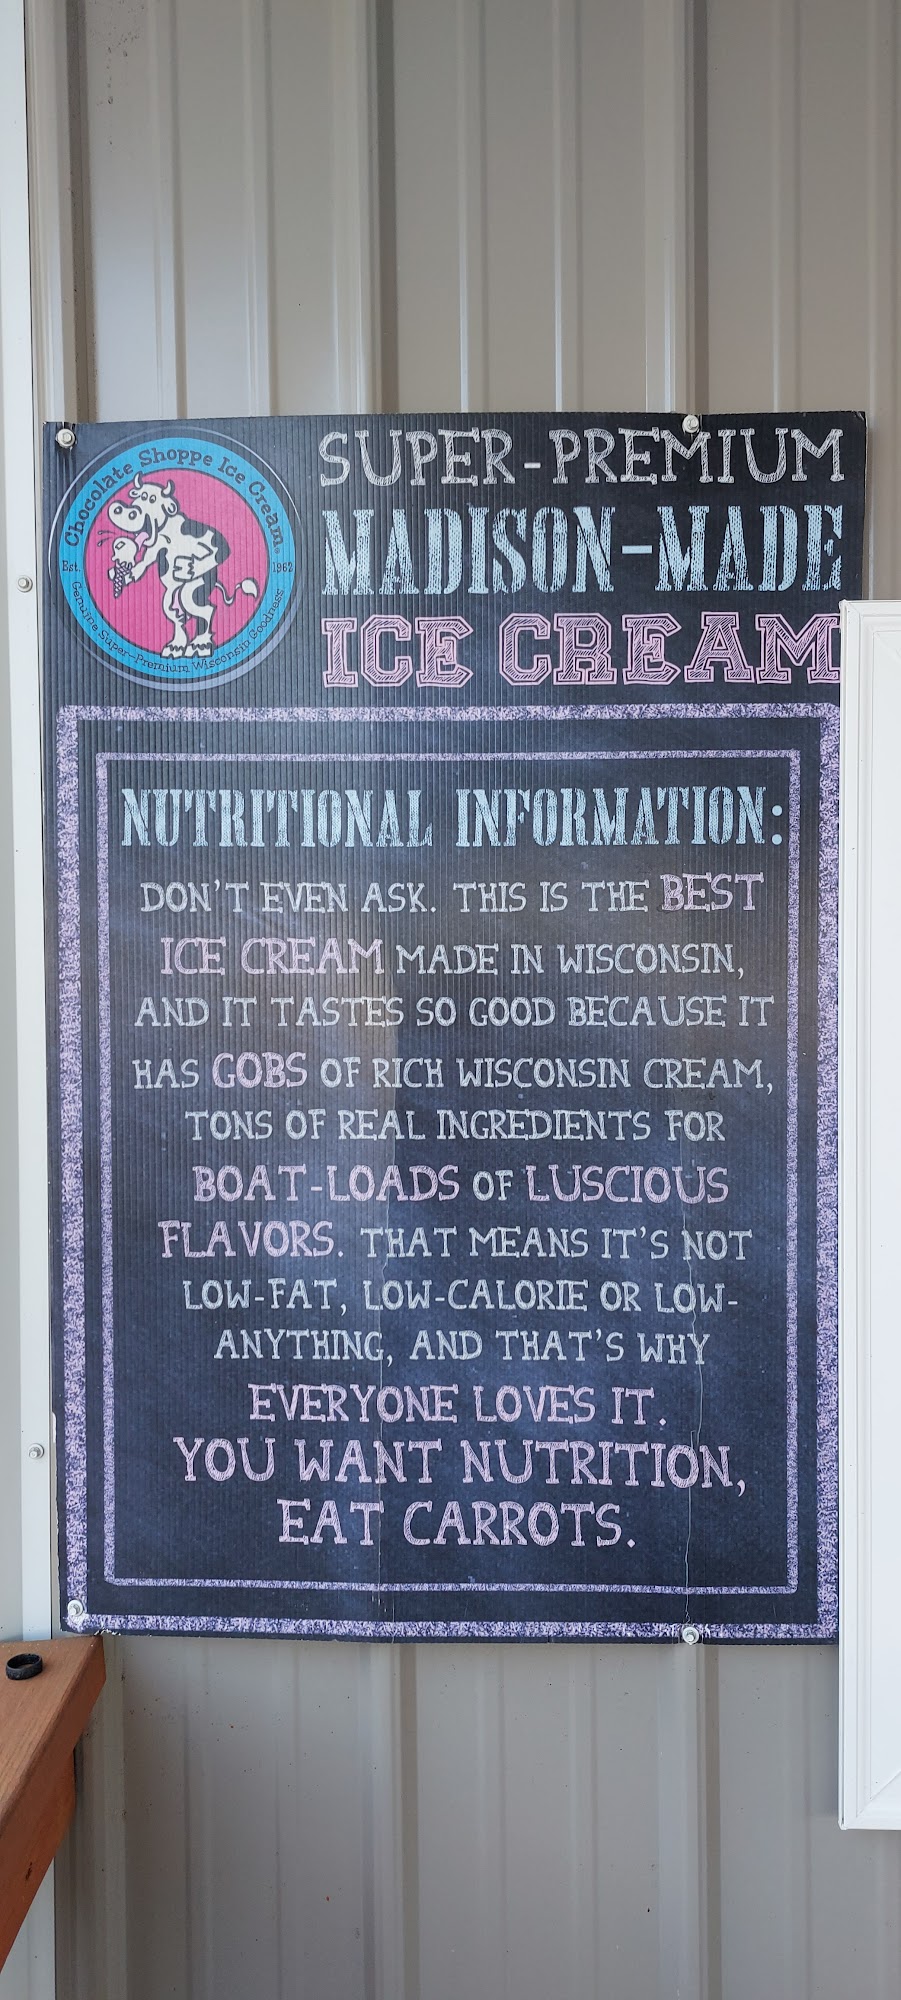 Chocolate Shoppe Ice Cream®
Est. 1962
Genuine Super-Premium Wisconsin Goodness
SUPER-PREMIUM
MADISON-MADE
ICE CREAM
NUTRITIONAL INFORMATION:
DON'T EVEN ASK. THIS IS THE BEST
ICE CREAM MADE IN WISCONSIN,
AND IT TASTES SO GOOD BECAUSE IT
HAS GOBS OF RICH WISCONSIN CREAM,
TONS OF REAL INGREDIENTS FOR
BOAT-LOADS OF LUSCIOUS
FLAVORS. THAT MEANS IT'S NOT
LOW-FAT, LOW-CALORIE OR LOW-
ANYTHING, AND THAT'S WHY
EVERYONE LOVES IT.
YOU WANT NUTRITION,
EAT CARROTS.